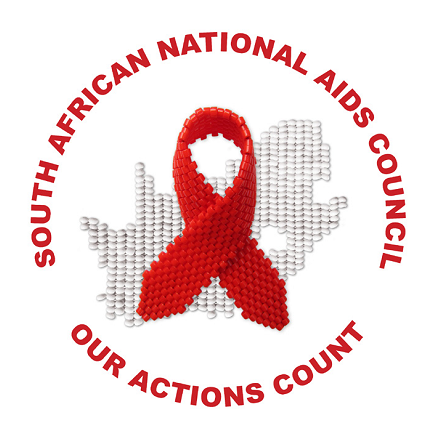 SOUTH AFRICAN NATIONAL AIDS COUNCIL
OUR ACTIONS COUNT